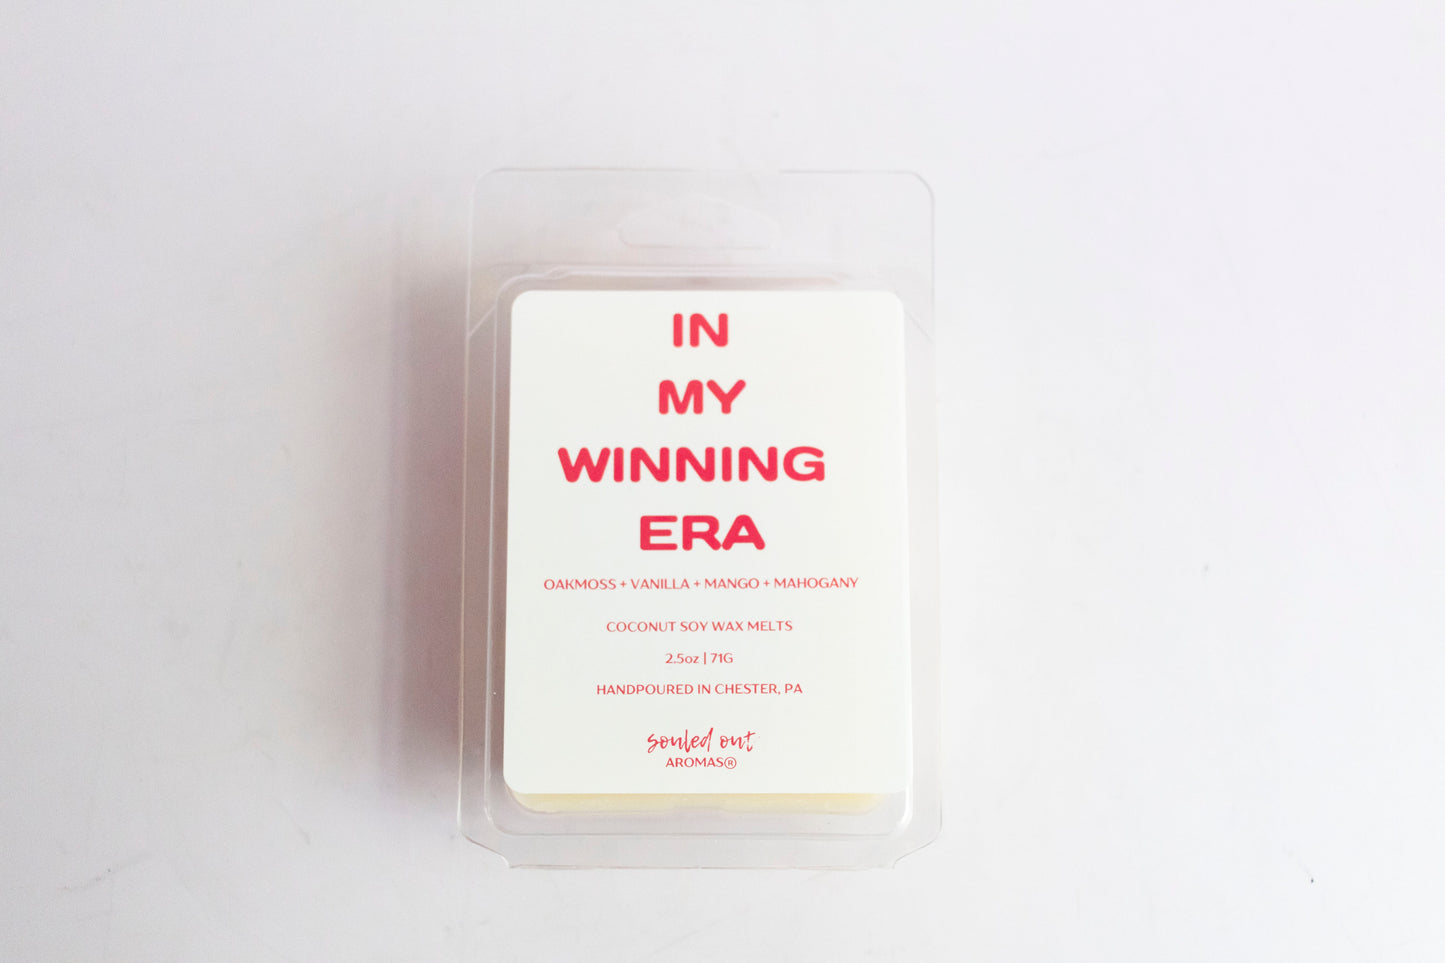 IN
MY
WINNING
ERA
OAKMOSS + VANILLA + MANGO + MAHOGANY
COCONUT SOY WAX MELTS
2.5oz | 71G
HANDPOURED IN CHESTER, PA
souled out
AROMAS®